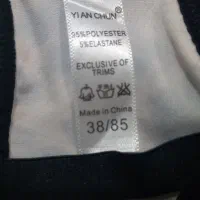 YI AN CHUN
95%POLYESTER
5%ELASTANE
EXCLUSIVE OF
TRIMS
Made in China
38/85